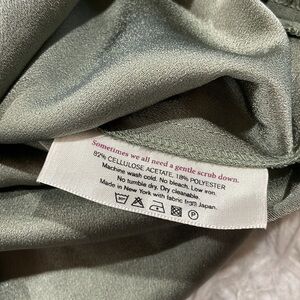 Sometimes we all need a gentle scrub down.
82% CELLULOSE ACETATE, 18% POLYESTER
Machine wash cold. No bleach. Low iron.
No tumble dry. Dry cleanable.
Made in New York with fabric from Japan.